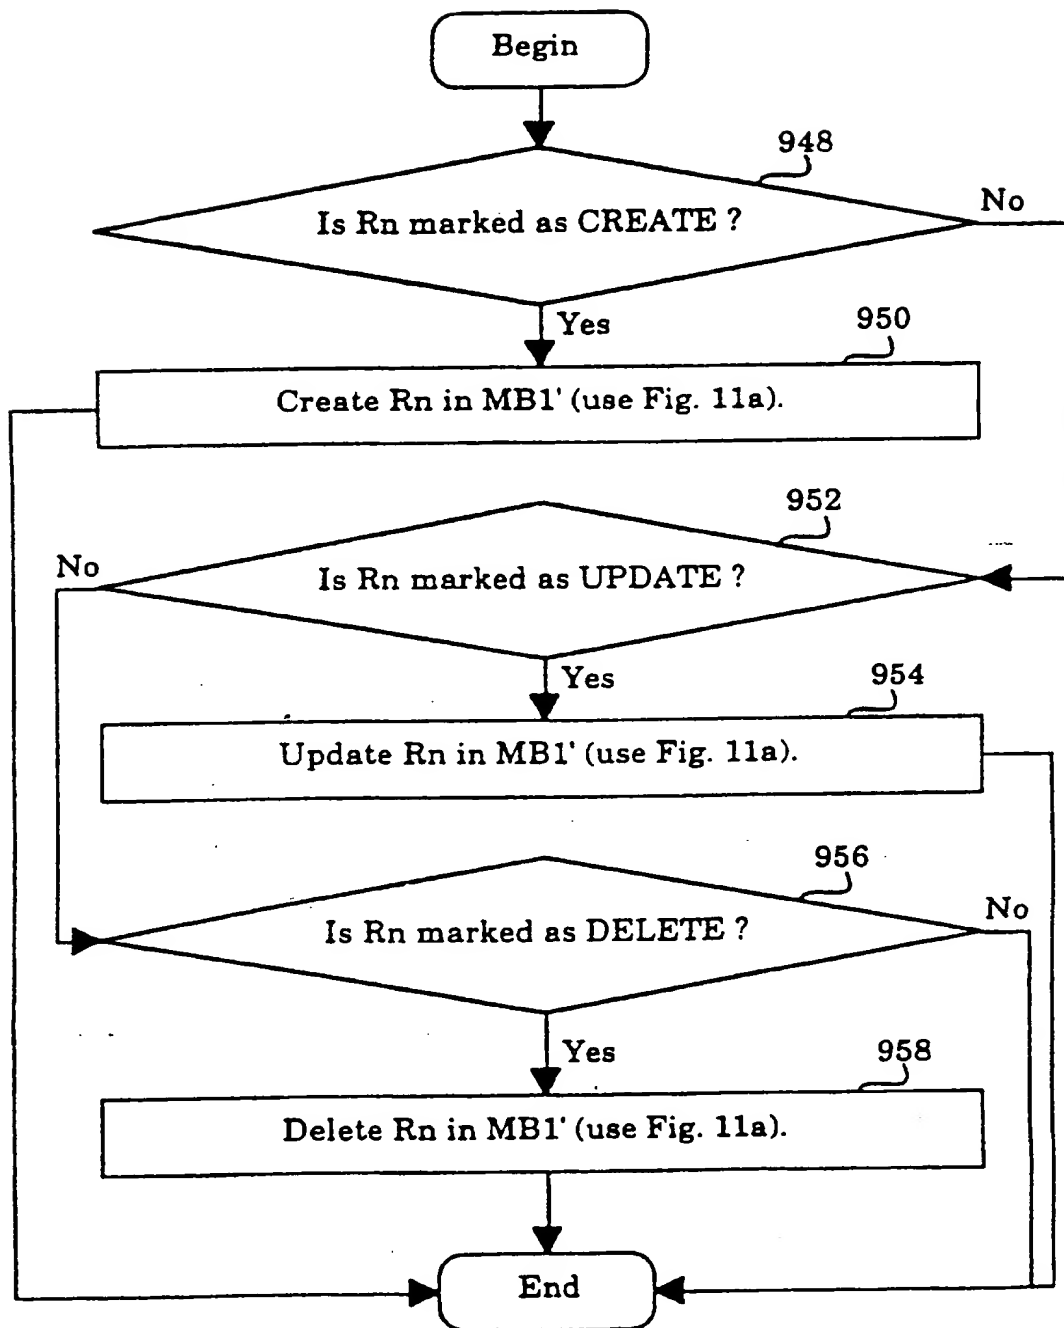 Begin
948
Is Rn marked as CREATE ?
No
Yes
950
Create Rn in MB1' (use Fig. 11a).
952
No
Is Rn marked as UPDATE ?
Yes
954
Update Rn in MB1' (use Fig. 11a).
956
No
Is Rn marked as DELETE ?
Yes
958
Delete Rn in MB1' (use Fig. 11a).
End